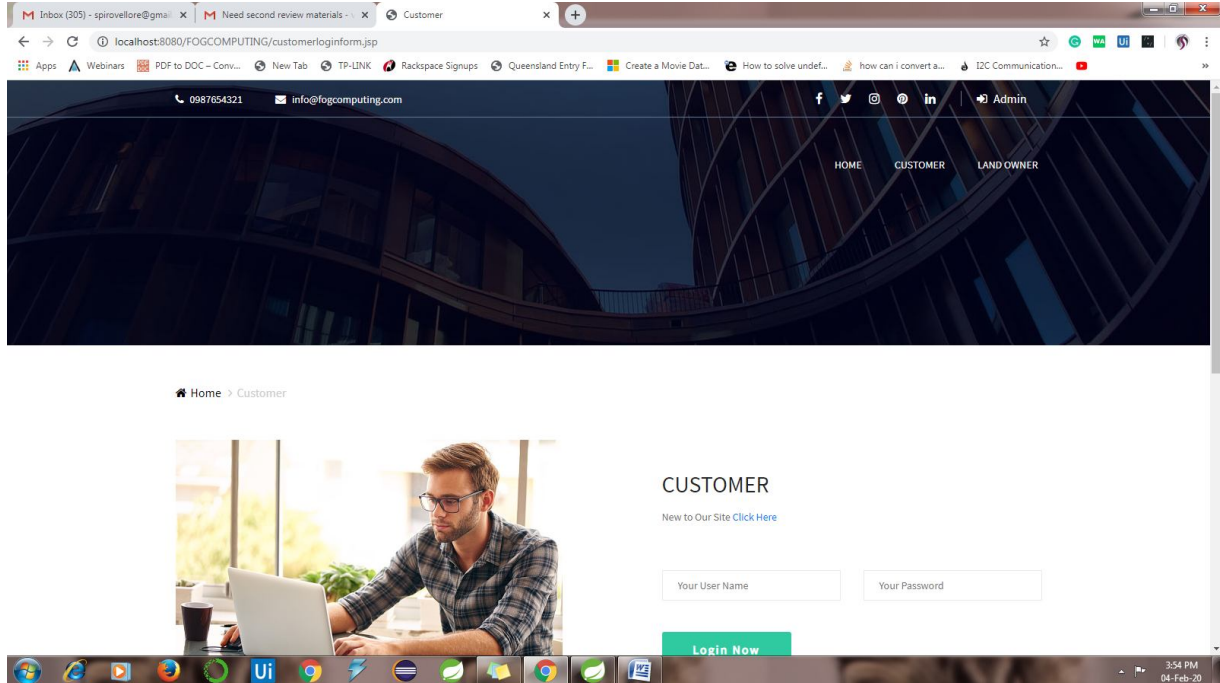 Inbox (305) - spirovellore@gmai
Need second review materials -
Customer
localhost:8080/FOGCOMPUTING/customerloginform.jsp
Apps Webinars PDF to DOC – Conv... New Tab TP-LINK Rackspace Signups Queensland Entry F... Create a Movie Dat... How to solve undef... how can i convert a... I2C Communication... »
0987654321 info@fogcomputing.com Admin
HOME CUSTOMER LAND OWNER
Home > Customer
CUSTOMER
New to Our Site Click Here
Your User Name Your Password
Login Now
Ui
3:54 PM
04-Feb-20